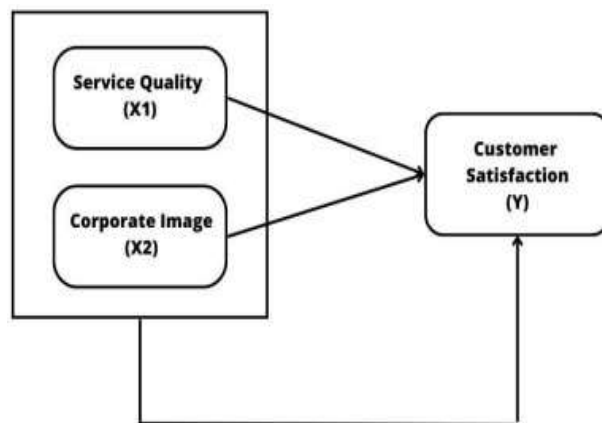 Service Quality
(X1)
Corporate Image
(X2)
Customer
Satisfaction
(Y)